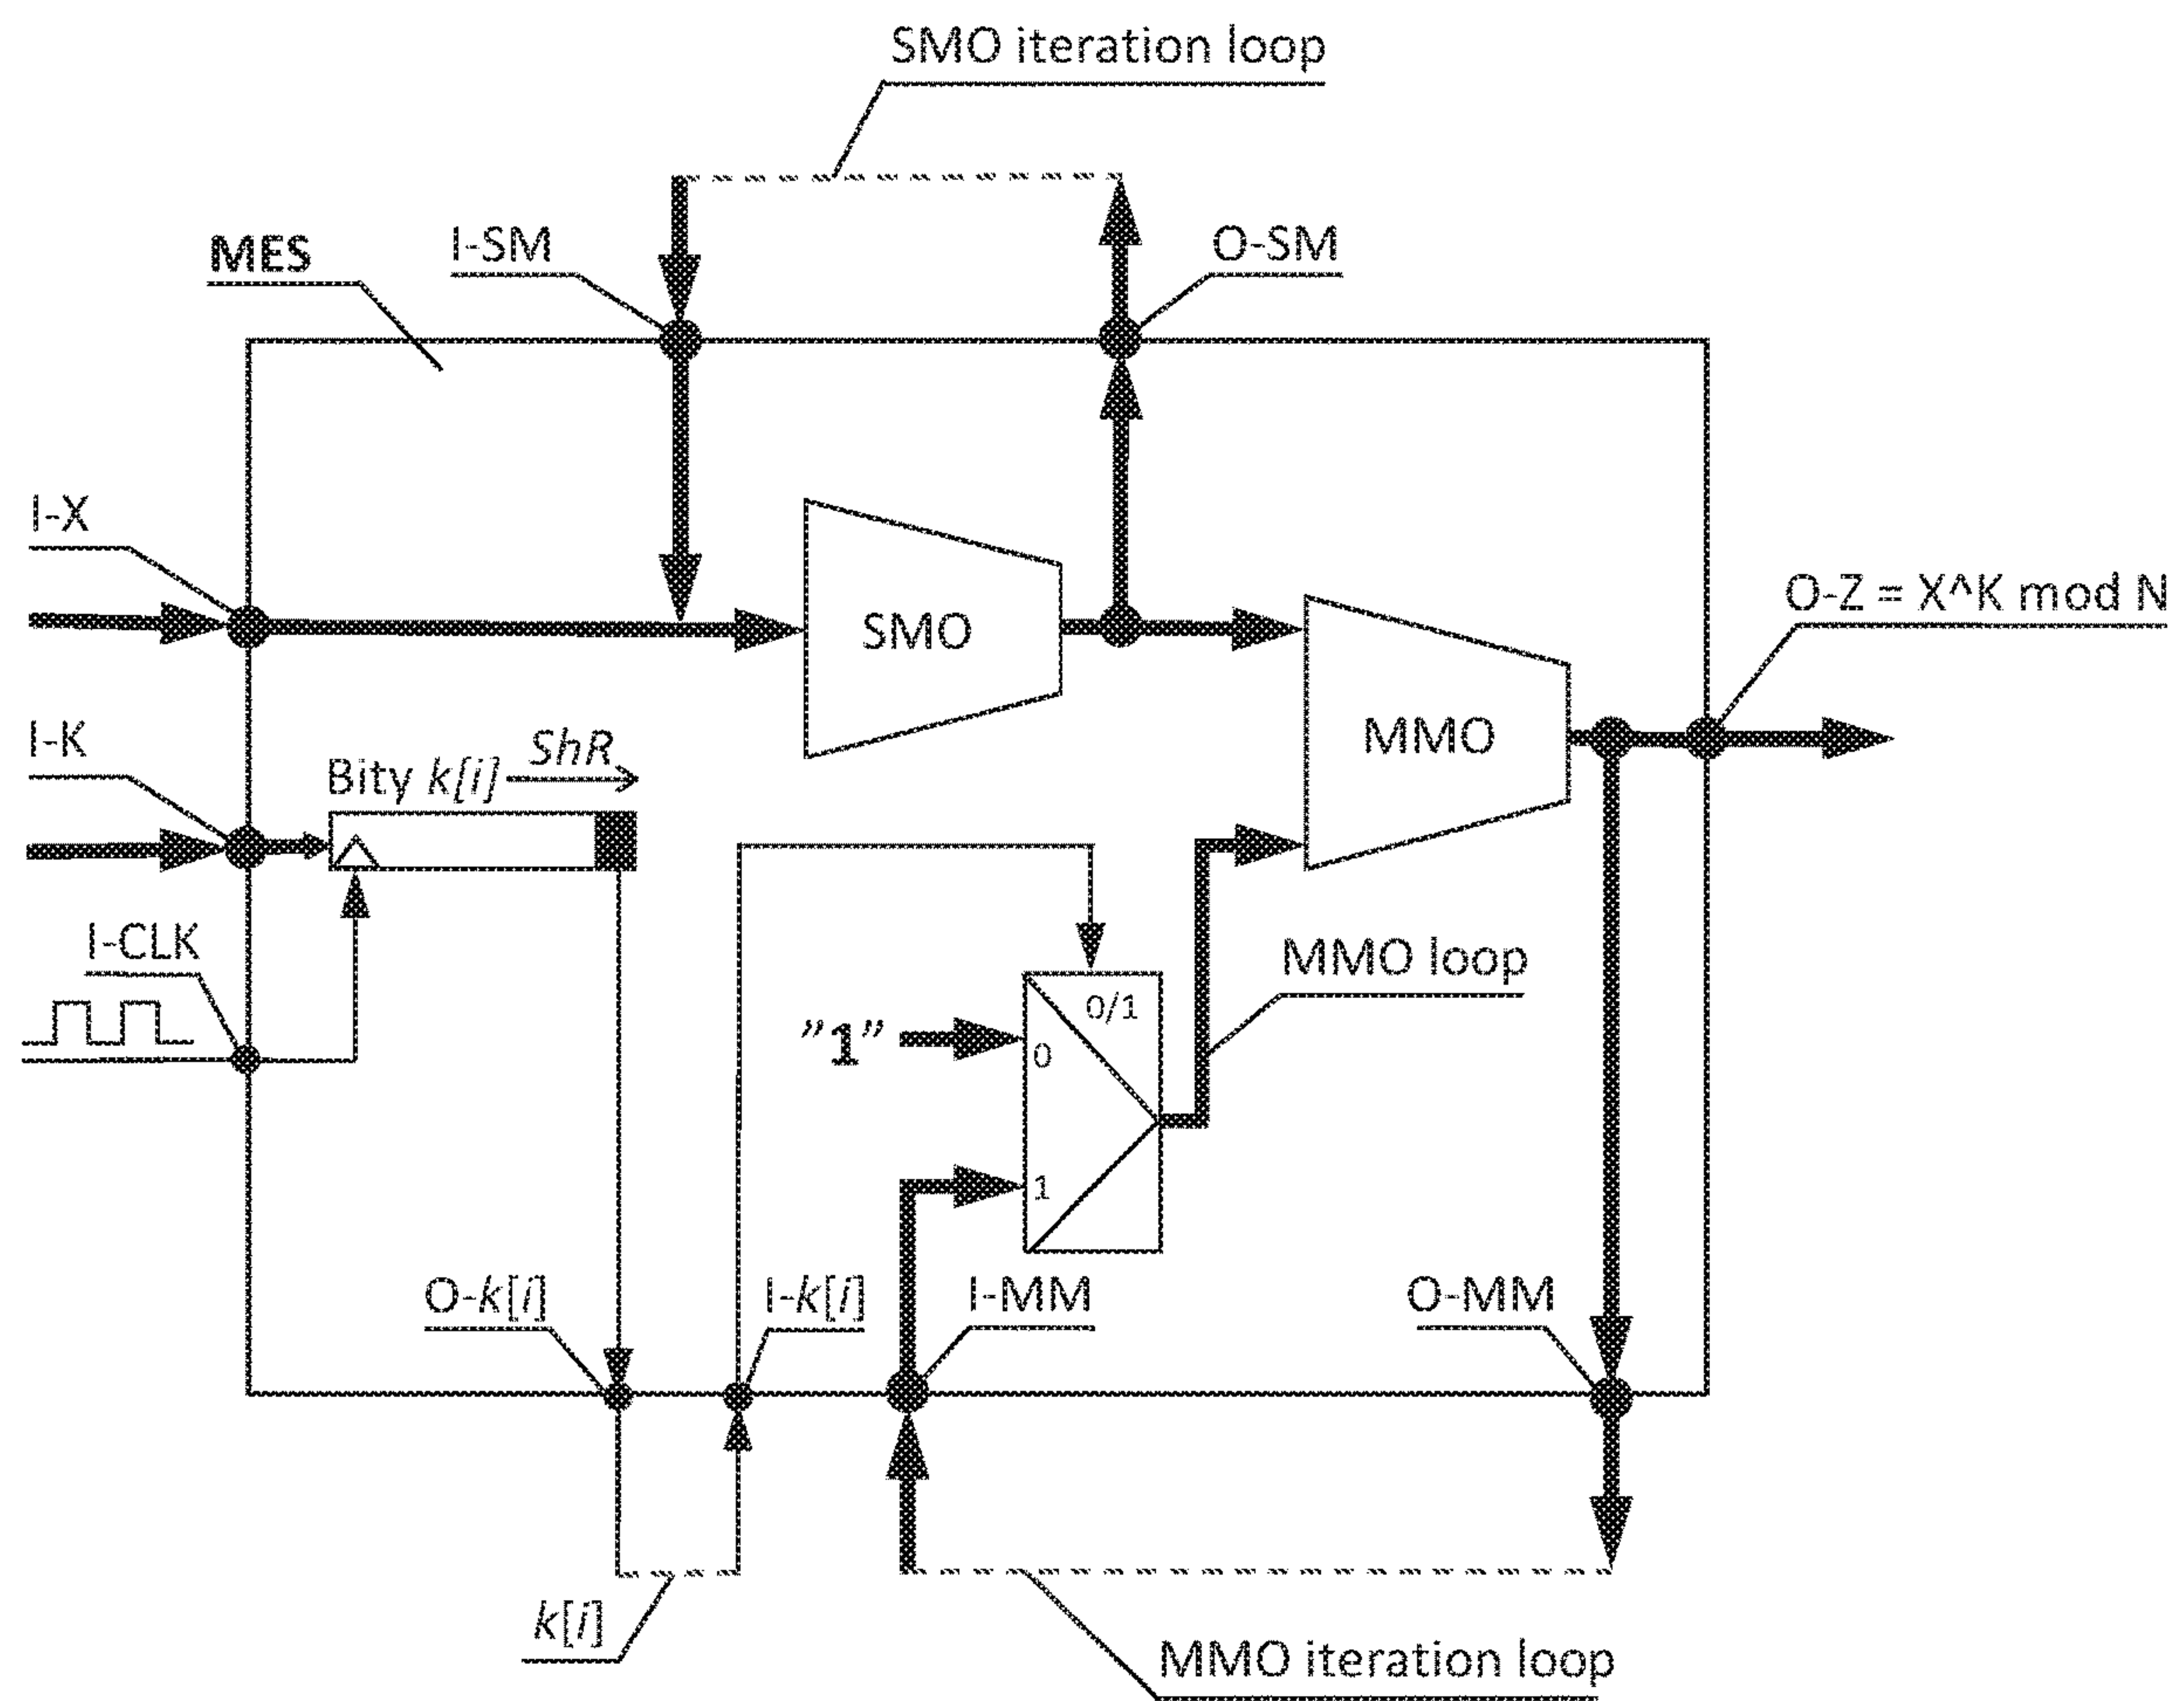 SMO iteration loop
MES
I-SM
O-SM
I-X
SMO
O-Z = X^K mod N
MMO
I-K
Bity k[i]
ShR
I-CLK
MMO loop
0/1
”1”
0
1
O-k[i]
I-k[i]
I-MM
O-MM
k[i]
MMO iteration loop